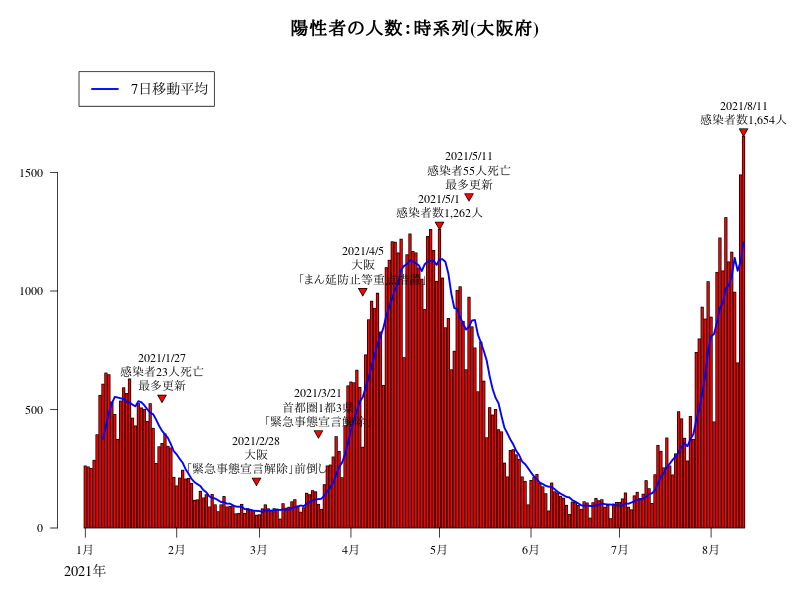 陽性者の人数：時系列(大阪府)
7日移動平均
2021/8/11
感染者数1,654人
2021/5/11
感染者55人死亡
最多更新
2021/5/1
感染者数1,262人
2021/4/5
大阪
「まん延防止等重点措置」
2021/1/27
感染者23人死亡
最多更新
2021/3/21
首都圏1都3県
「緊急事態宣言解除」
2021/2/28
大阪
「緊急事態宣言解除」前倒し
1500
1000
500
0
1月
2月
3月
4月
5月
6月
7月
8月
2021年